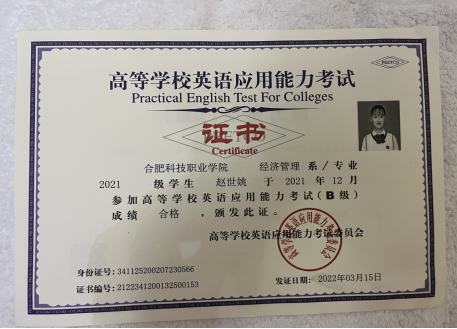 PRETCO
高等学校英语应用能力考试
Practical English Test For Colleges
证书
Certificate
合肥科技职业学院 经济管理 系/专业
2021 级学生 赵世姚 于 2021 年 12 月
参加高等学校英语应用能力考试(B 级)
成绩 合格 ，颁发此证。
高等学校英语应用能力考试委员会
身份证号: 341125200207230566
发证日期: 2022年03月15日
证书编号: 2122341200132500153